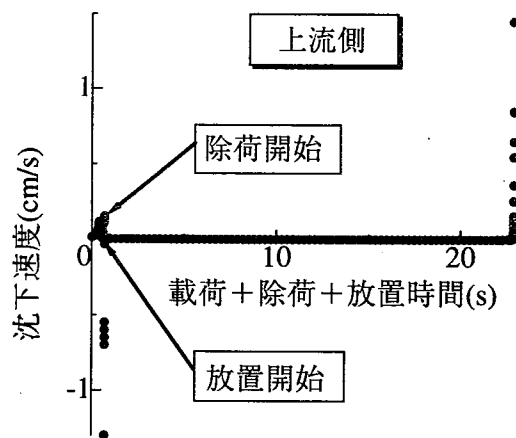 上流側
1
除荷開始
沈下速度(cm/s)
0
10
20
載荷+除荷+放置時間(s)
放置開始
-1